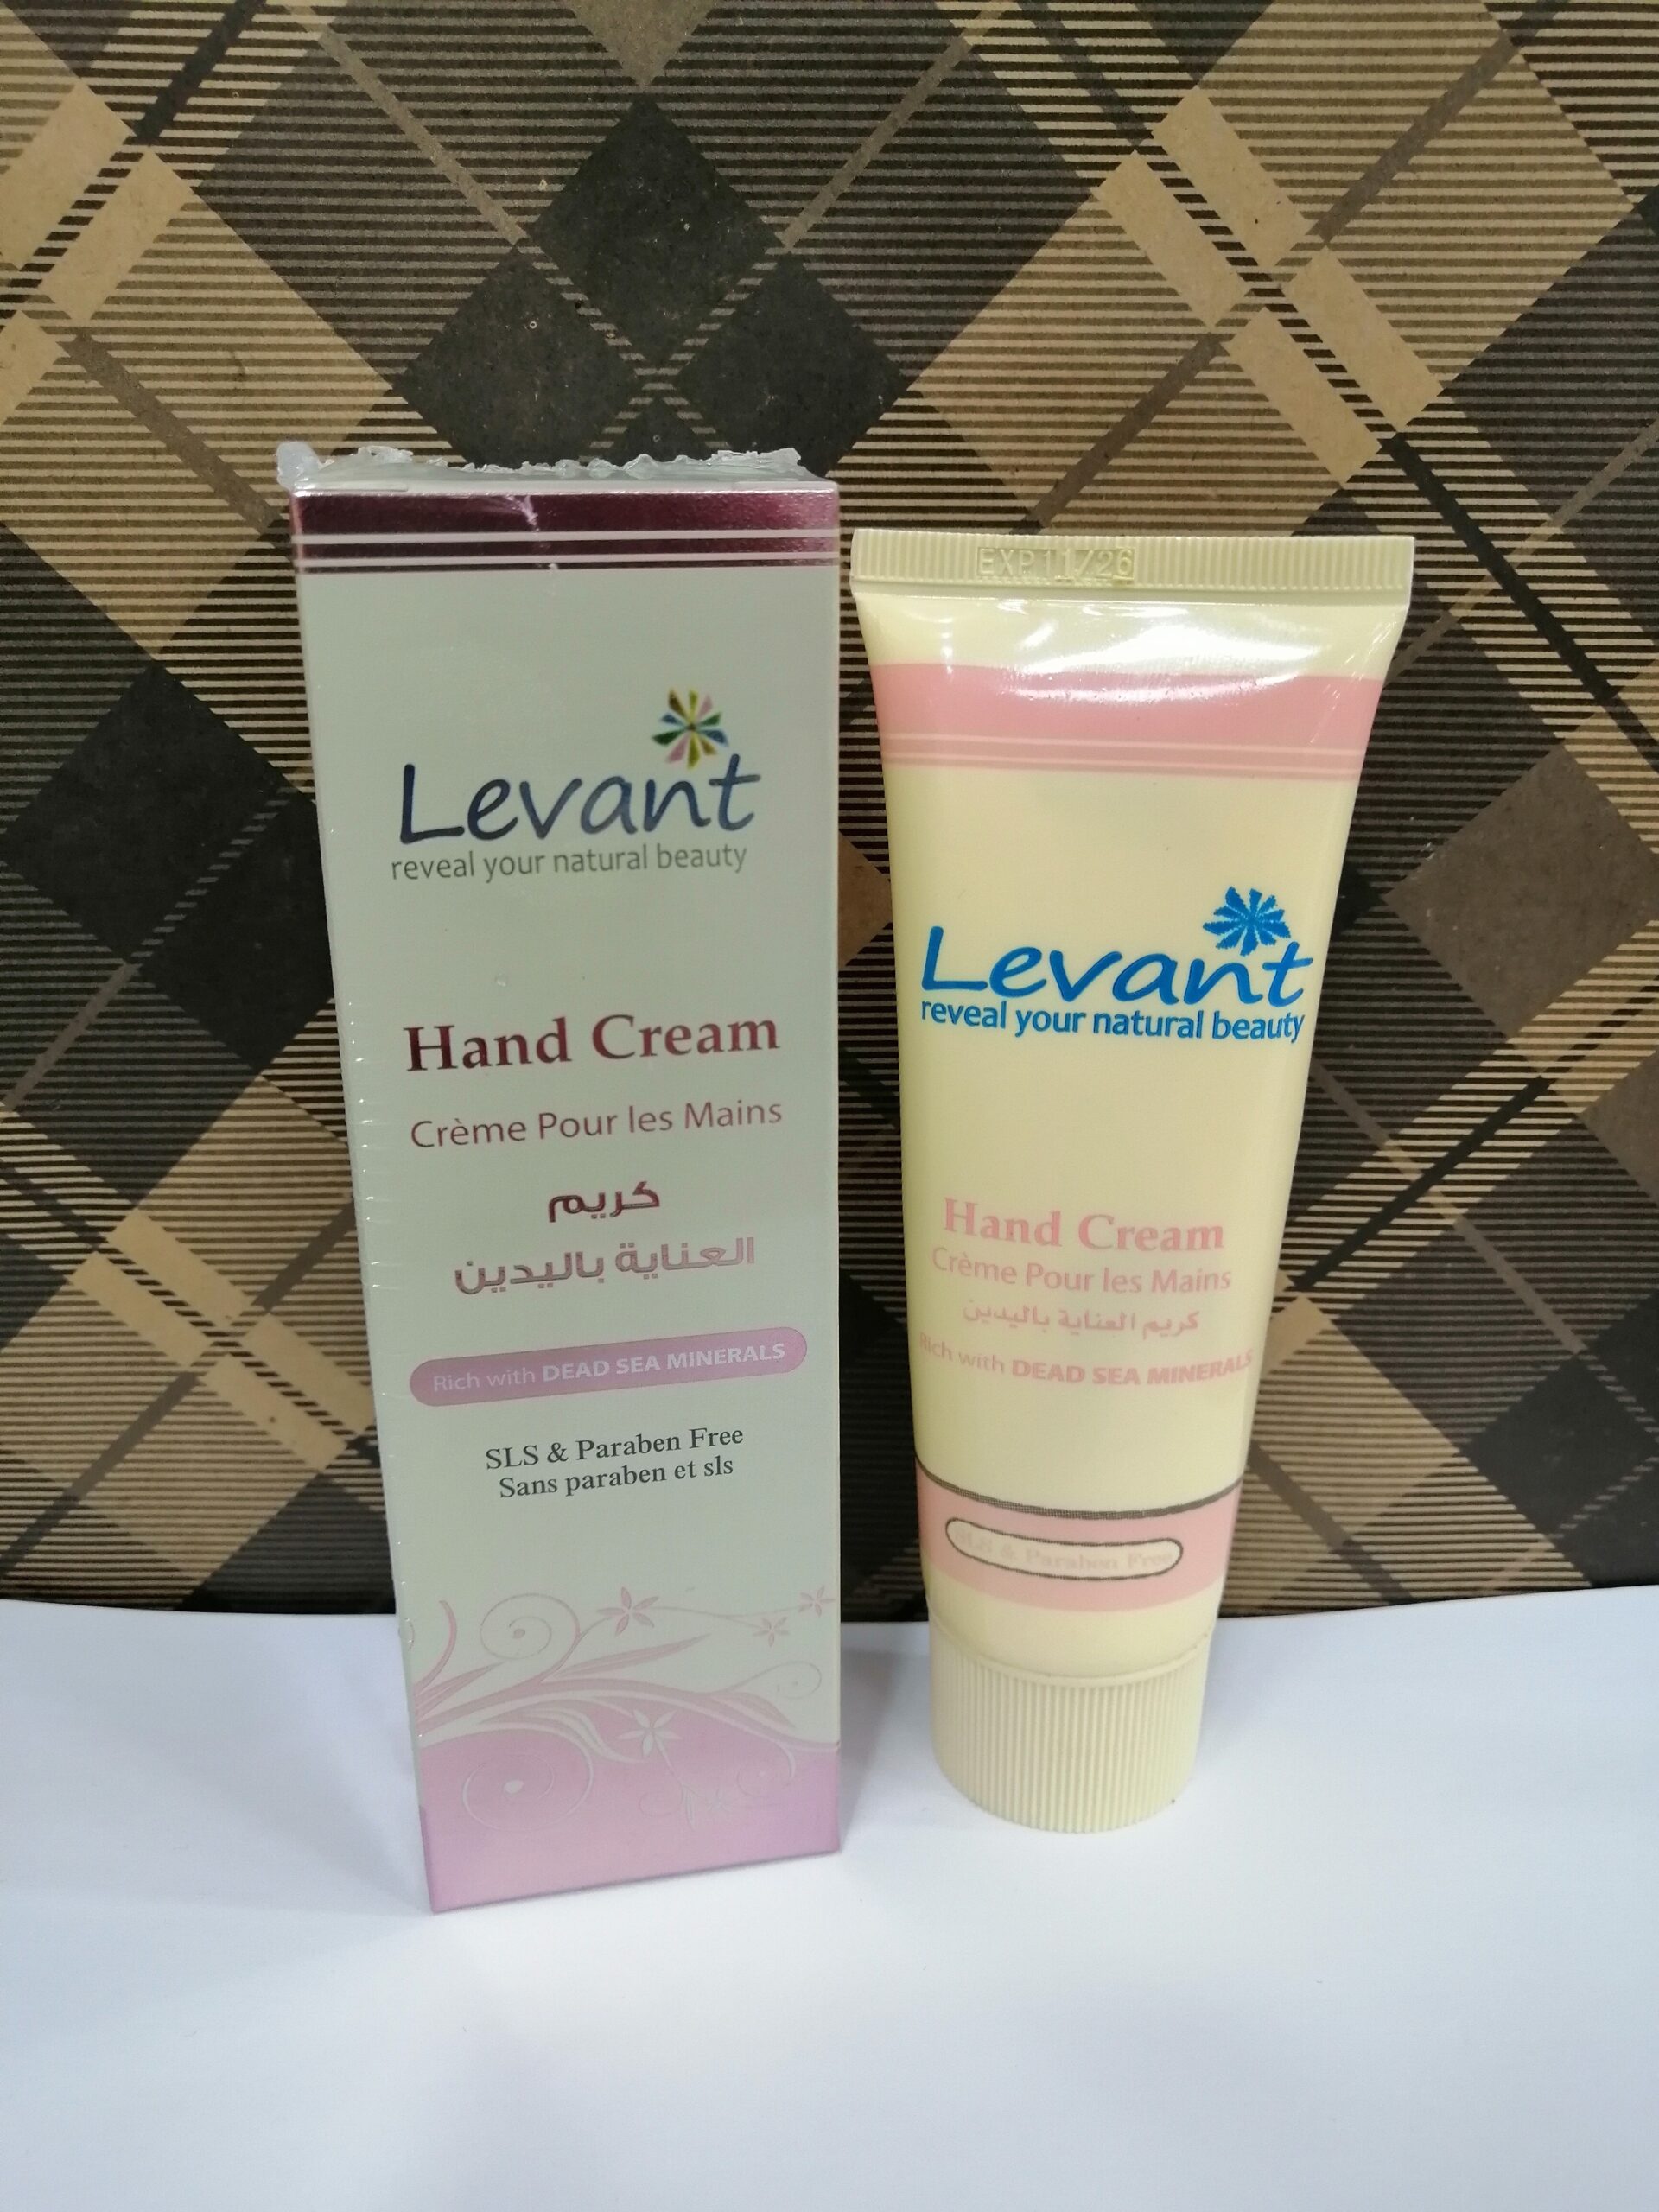 Levant
reveal your natural beauty
Hand Cream
Crème Pour les Mains
كريم
العناية باليدين
Rich with DEAD SEA MINERALS
SLS & Paraben Free
Sans paraben et sls
EXP 11/26
Levant
reveal your natural beauty
Hand Cream
Crème Pour les Mains
كريم العناية باليدين
Rich with DEAD SEA MINERALS
SLS & Paraben Free